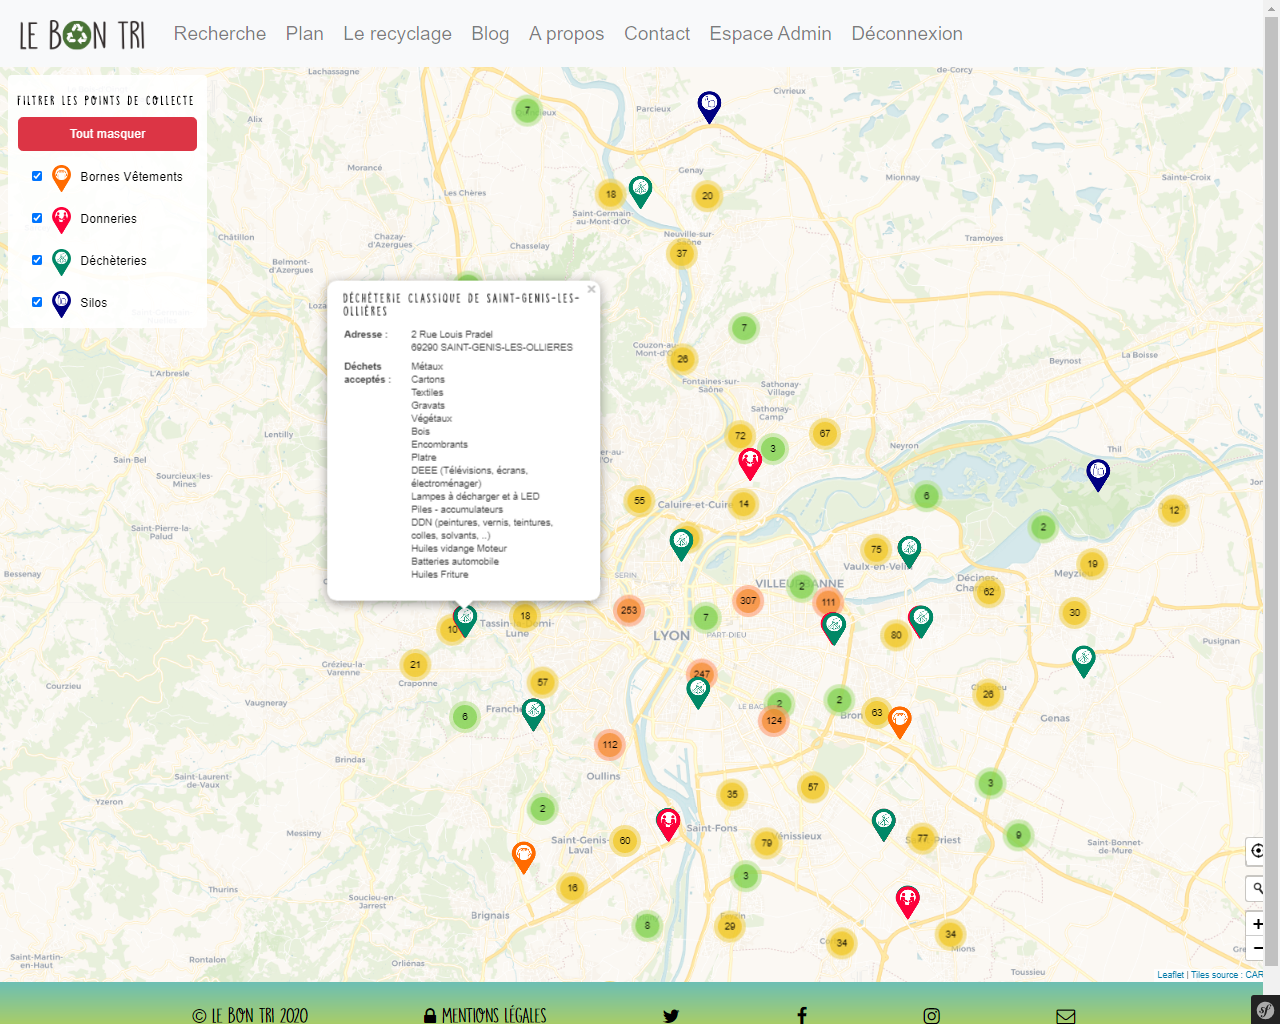 LE BON TRI
Recherche Plan Le recyclage Blog A propos Contact Espace Admin Déconnexion
FILTRER LES POINTS DE COLLECTE
Tout masquer
Bornes Vêtements
Donneries
Déchèteries
Silos
DÉCHÈTERIE CLASSIQUE DE SAINT-GENIS-LES-
OLLIÈRES
Adresse :
2 Rue Louis Pradel
69290 SAINT-GENIS-LES-OLLIERES
Déchets
acceptés :
Métaux
Cartons
Textiles
Gravats
Végétaux
Bois
Encombrants
Platre
DEEE (Télévisions, écrans,
électroménager)
Lampes à décharger et à LED
Piles - accumulateurs
DDN (peintures, vernis, teintures,
colles, solvants, ..)
Huiles vidange Moteur
Batteries automobile
Huiles Friture
Lachassagne
de-Corcy
Civrieux
Parcieux
Alix
7
Morancé
Genay
Les Chères
Mionnay
Sainte-Croix
18
20
Saint-Germain
au-Mont-d'Or
Châtillon
Chazay-
d'Azergues
Chasselay
Neuville-sur-
Saône
Tramoyes
37
Belmont-
d'Azergues
7
Couzon-au
Mont-d'
26
La Boisse
Beynost
L'Arbresle
Fontaines-sur-
Saône
Sathonay-
Village
Sathonay-
Camp
Lentilly
72
67
3
Neyron
Thil
Sain-Bel
Sourcieux-les-
Mines
55
Caluire-et-Cuire
14
6
12
2
Saint-Pierre-la-
Palud
75
Vaulx-en-Velin
19
Meyzieu
Bessenay
SERIN
VILLEURBANNE
2
Décines-
62
253
307
111
30
10
18
Tassin-la-Demi-
Lune
7
LYON
PART DIEU
80
Pusignan
21
Grézieu-la-
Varenne
Craponne
57
247
26
Courzieu
Vaugneray
6
LE BAC
2
2
124
Bron
63
Genas
112
Brindas
Oullins
Saint-Laurent-
de-Vaux
Yzeron
35
57
3
2
Messimy
Saint-Genis-
Laval
60
Saint-Fons
79
Vénissieux
77
9
Saint-Bonnet-
de-Mure
16
3
Thurins
Soucieu-en-
Jarrest
Brignais
8
29
34
34
Mions
Saint-Martin-
en-Haut
Rontalon
Orliénas
Toussieu
+
−
Leaflet | Tiles source : CAR
© LE BON TRI 2020
MENTIONS LÉGALES
sf